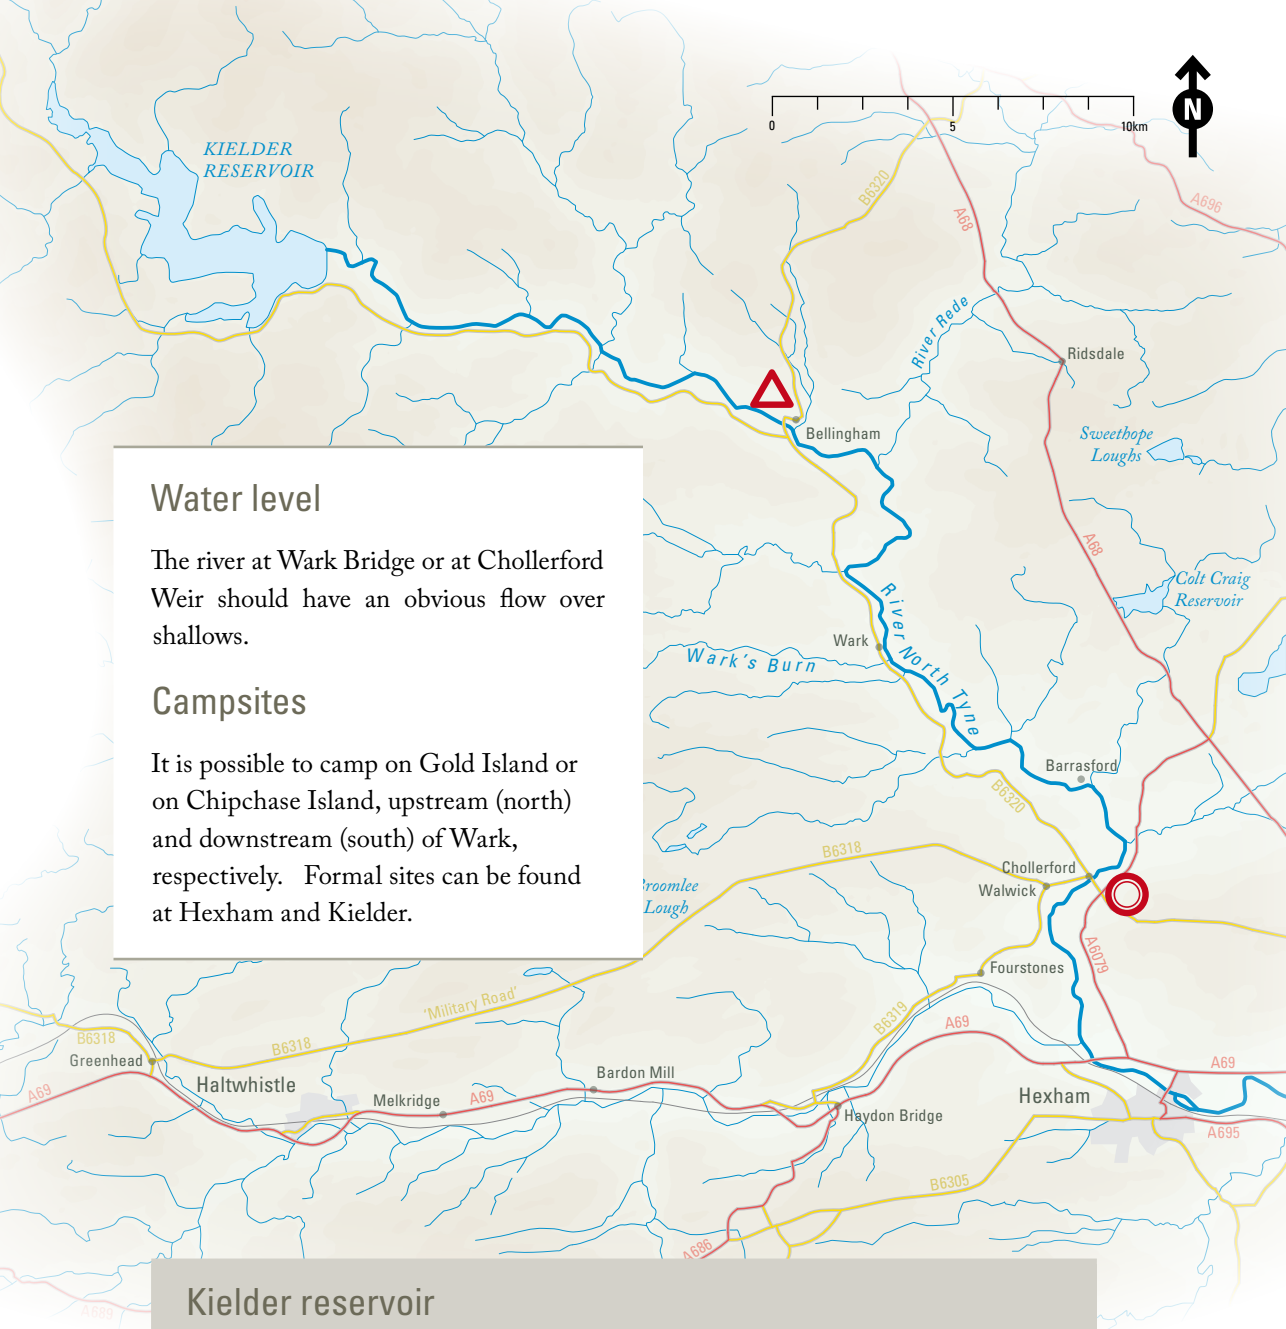 KIELDER
RESERVOIR
0
5
10km
N
B6320
A68
A696
River Rede
Ridsdale
Bellingham
Sweethope
Loughs
A68
Colt Craig
Reservoir
Water level
The river at Wark Bridge or at Chollerford
Weir should have an obvious flow over
shallows.
Campsites
It is possible to camp on Gold Island or
on Chipchase Island, upstream (north)
and downstream (south) of Wark,
respectively. Formal sites can be found
at Hexham and Kielder.
River North Tyne
Wark
Wark's Burn
Barrasford
B6320
B6318
Chollerford
Walwick
Lough
A6079
Fourstones
'Military Road'
B6318
B6318
B6319
A69
A69
Greenhead
Haltwhistle
Bardon Mill
A69
Melkridge
A69
Hexham
Haydon Bridge
A695
B6305
A686
A689
Kielder reservoir